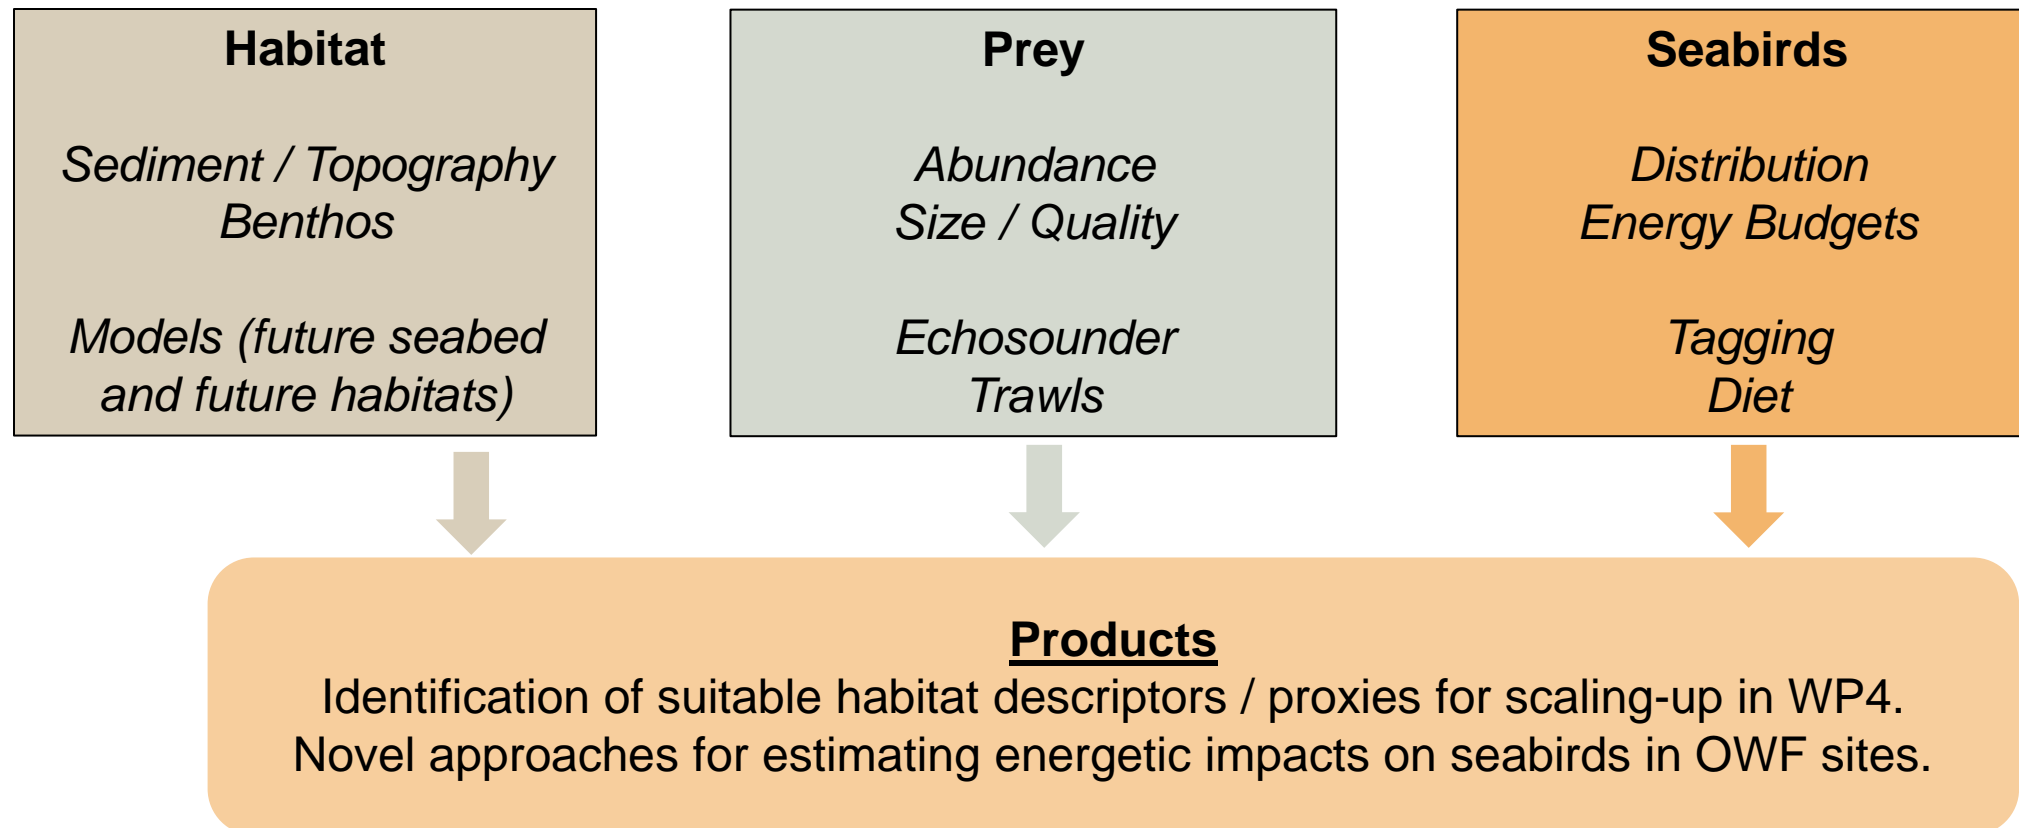 Habitat
Sediment / Topography
Benthos
Models (future seabed
and future habitats)
Prey
Abundance
Size / Quality
Echosounder
Trawls
Seabirds
Distribution
Energy Budgets
Tagging
Diet
Products
Identification of suitable habitat descriptors / proxies for scaling-up in WP4.
Novel approaches for estimating energetic impacts on seabirds in OWF sites.